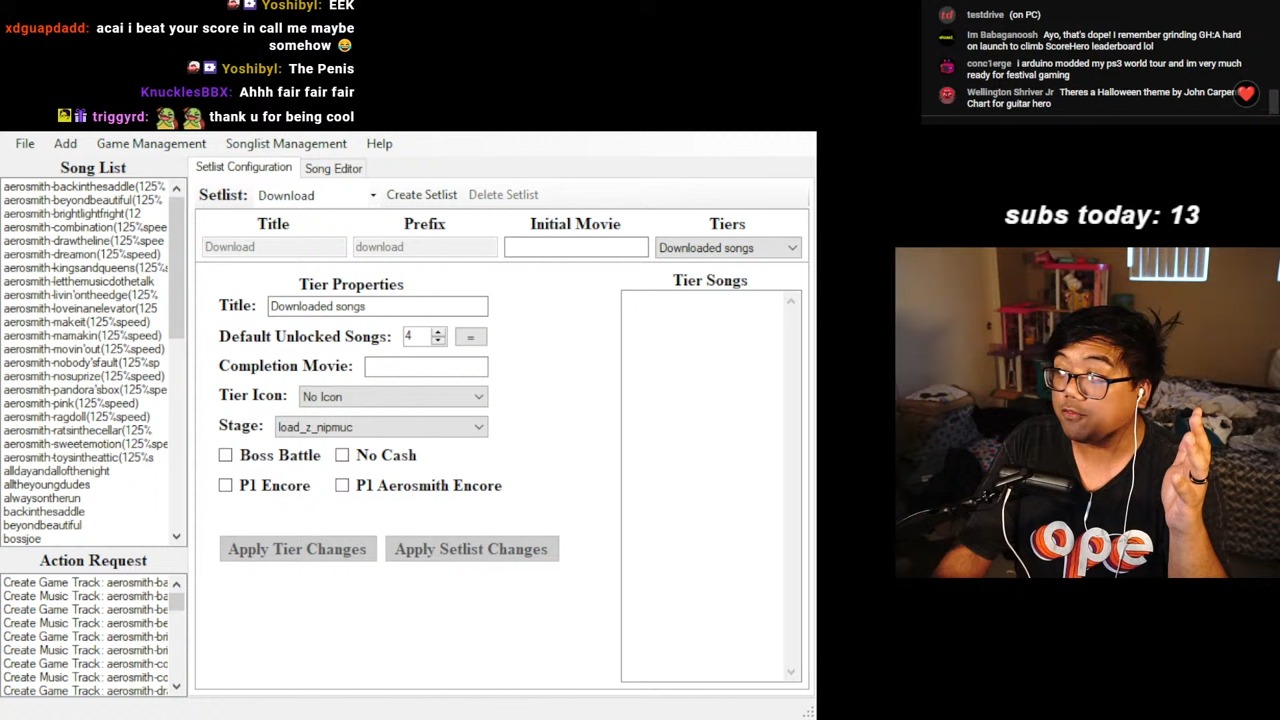 Yoshibyl: EEK
xdguapdadd: acai i beat your score in call me maybe
somehow 😂
Yoshibyl: The Penis
KnucklesBBX: Ahhh fair fair fair
triggyrd: thank u for being cool
testdrive (on PC)
Im Babaganoosh Ayo, that's dope! I remember grinding GH:A hard
on launch to climb ScoreHero leaderboard lol
conc1erge i arduino modded my ps3 world tour and im very much
ready for festival gaming
Wellington Shriver Jr Theres a Halloween theme by John Carpen
Chart for guitar hero
File Add Game Management Songlist Management Help
Song List
aerosmith-backinthesaddle(125%
aerosmith-beyondbeautiful(125%
aerosmith-brightlightfright(12
aerosmith-combination(125%spee
aerosmith-drawtheline(125%spee
aerosmith-dreamon(125%speed)
aerosmith-kingsandqueens(125%s
aerosmith-letthemusicdothetalk
aerosmith-livin'ontheedge(125%
aerosmith-loveinanelevator(125
aerosmith-makeit(125%speed)
aerosmith-mamakin(125%speed)
aerosmith-movin'out(125%speed)
aerosmith-nobody'sfault(125%sp
aerosmith-nosuprize(125%speed)
aerosmith-pandora'sbox(125%spe
aerosmith-pink(125%speed)
aerosmith-ragdoll(125%speed)
aerosmith-ratsinthecellar(125%
aerosmith-sweetemotion(125%spe
aerosmith-toysintheattic(125%s
alldayandallofthenight
alltheyoungdudes
alwaysontherun
backinthesaddle
beyondbeautiful
bossjoe
Action Request
Create Game Track: aerosmith-ba
Create Music Track: aerosmith-ba
Create Game Track: aerosmith-be
Create Music Track: aerosmith-be
Create Game Track: aerosmith-bri
Create Music Track: aerosmith-bri
Create Game Track: aerosmith-co
Create Music Track: aerosmith-co
Create Game Track: aerosmith-dra
Setlist Configuration Song Editor
Setlist: Download Create Setlist Delete Setlist
Title Prefix Initial Movie Tiers
Download download Downloaded songs
Tier Properties
Title: Downloaded songs
Default Unlocked Songs: 4 =
Completion Movie:
Tier Icon: No Icon
Stage: load_z_nipmuc
Boss Battle No Cash
P1 Encore P1 Aerosmith Encore
Apply Tier Changes Apply Setlist Changes
Tier Songs
subs today: 13
ope